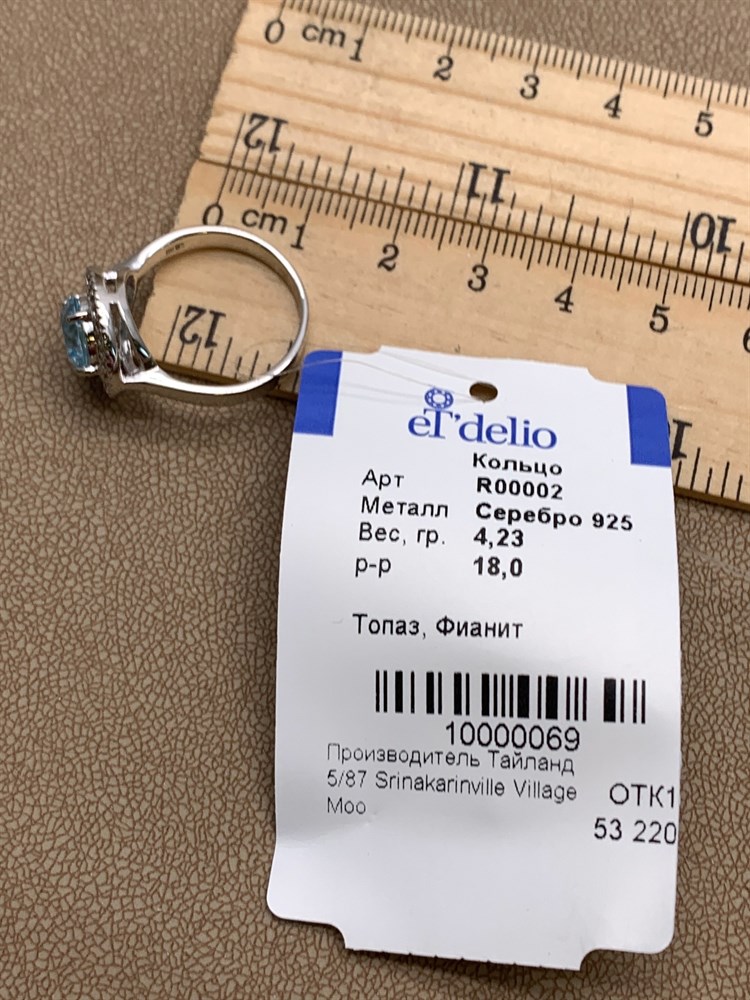 0 cm 1 2 3 4 5
12 11 10
0 cm 1 2 3 4 5 6
12
eT'delio
Кольцо
Арт R00002
Металл Серебро 925
Вес, гр. 4,23
р-р 18,0
Топаз, Фианит
10000069
Производитель Тайланд
5/87 Srinakarinville Village
Moo
ОТК1
53 220